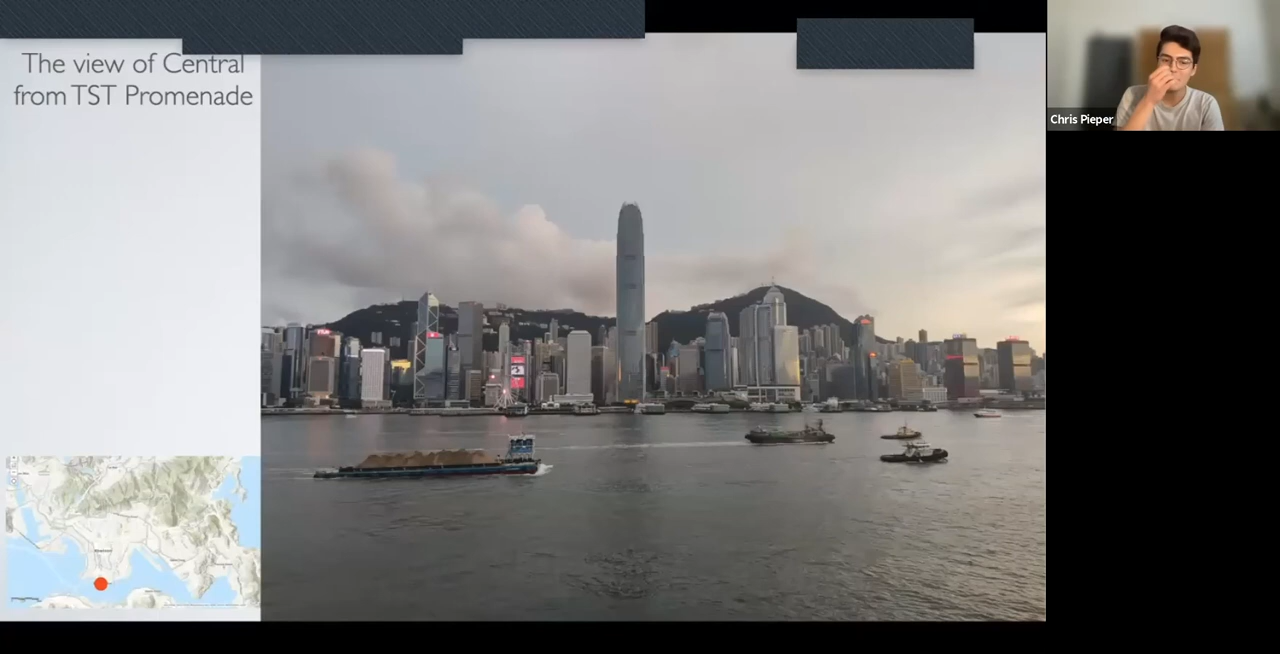 The view of Central
from TST Promenade
Chris Pieper